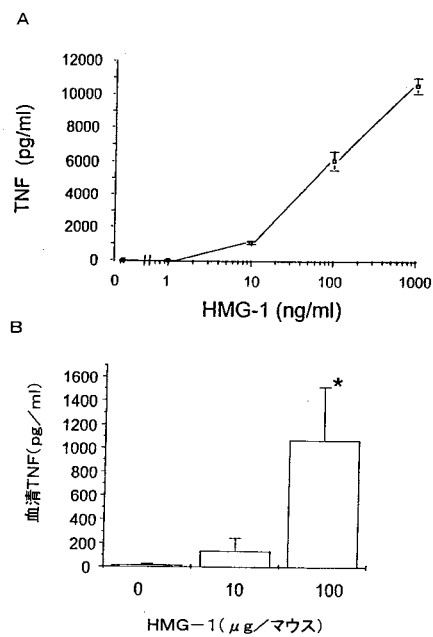 A
12000
10000
8000
6000
4000
2000
0
TNF (pg/ml)
0 1 10 100 1000
HMG-1 (ng/ml)
B
1600
1400
1200
1000
800
600
400
200
0
血清TNF(pg/ml)
*
0 10 100
HMG-1(μg/マウス)